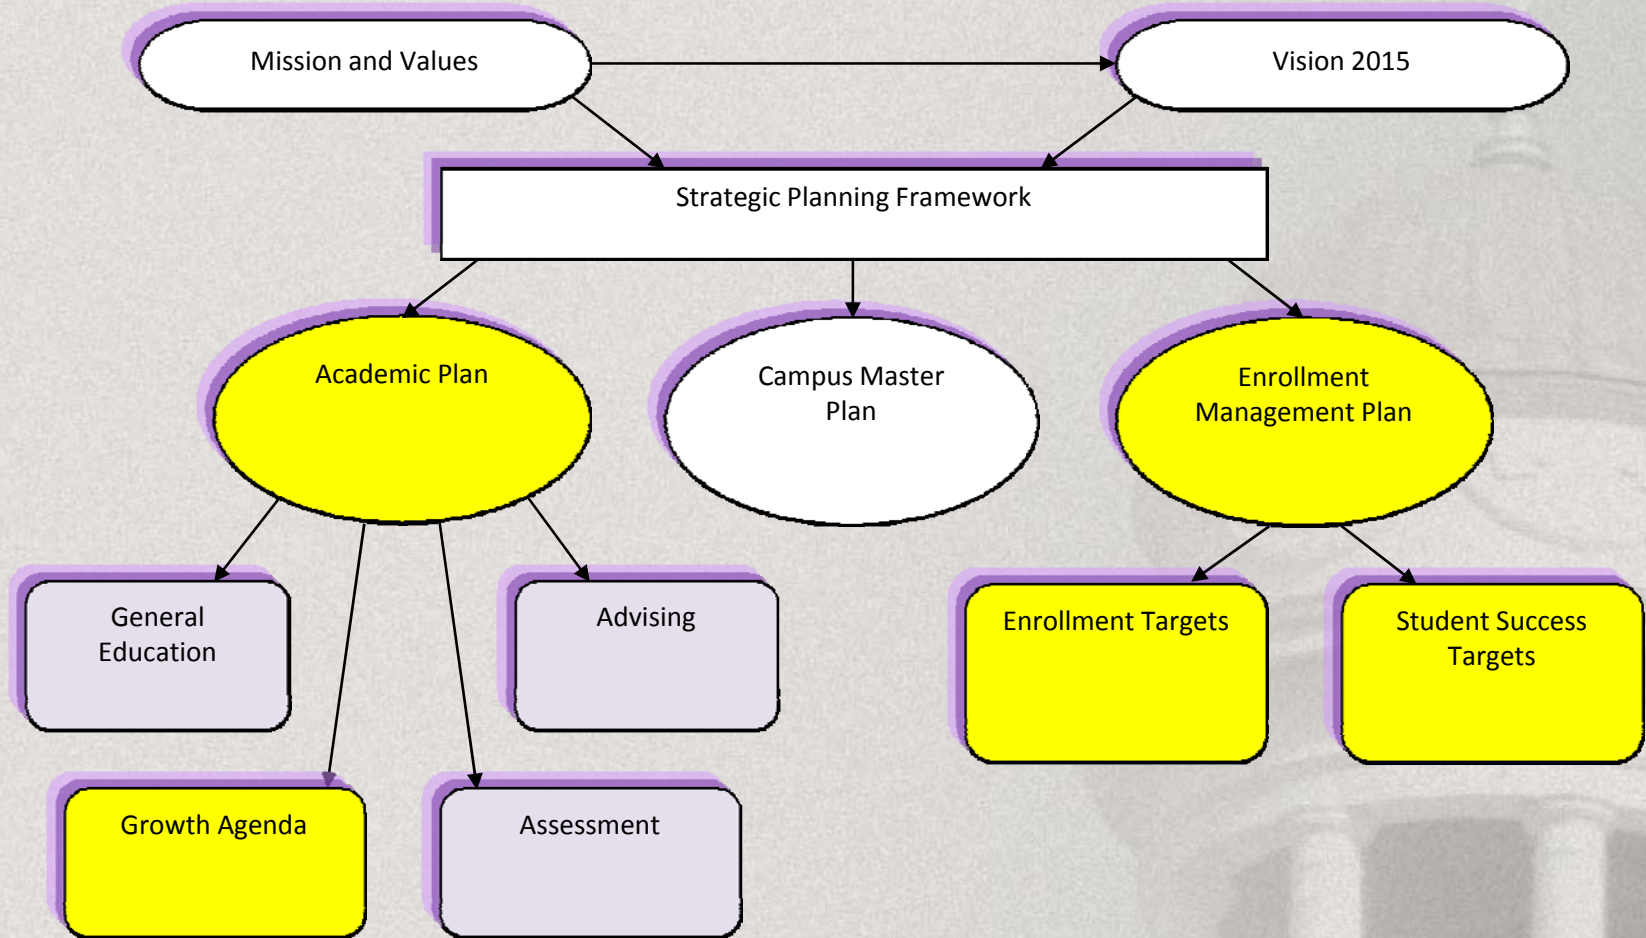 Mission and Values
Vision 2015
Strategic Planning Framework
Academic Plan
Campus Master
Plan
Enrollment
Management Plan
General
Education
Advising
Enrollment Targets
Student Success
Targets
Growth Agenda
Assessment